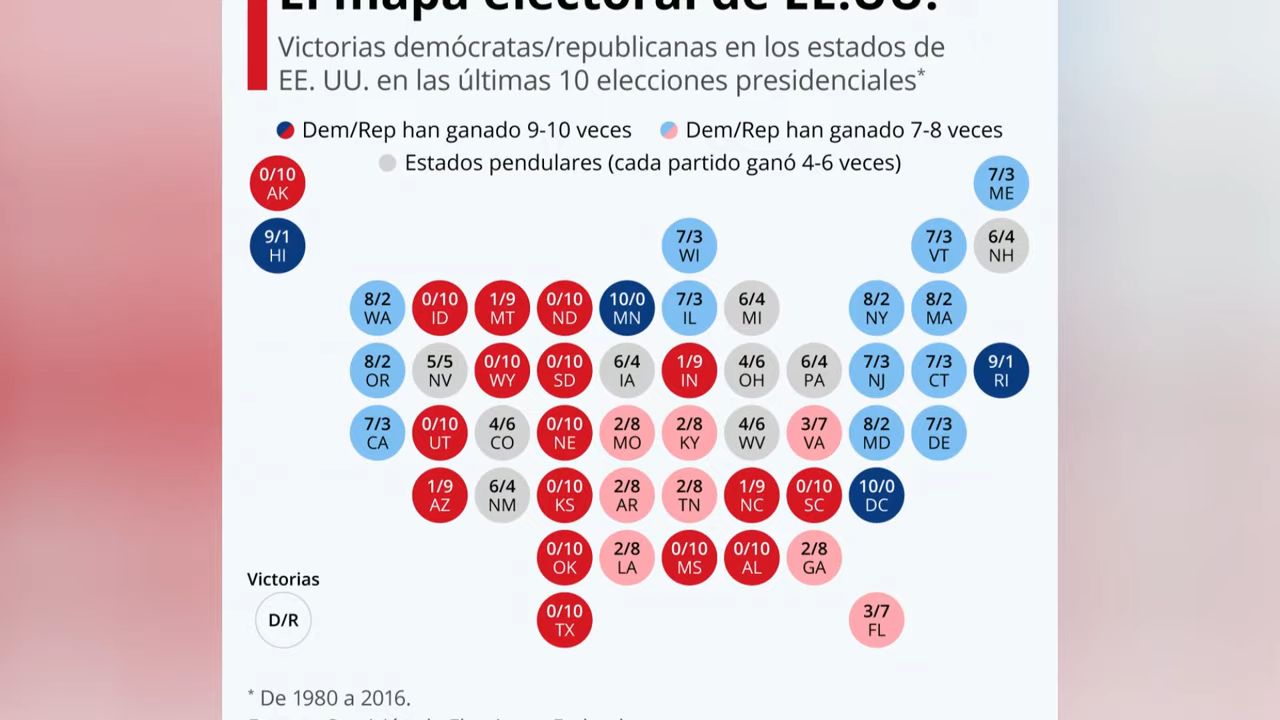 El mapa electoral de EE.UU.
Victorias demócratas/republicanas en los estados de
EE. UU. en las últimas 10 elecciones presidenciales*
Dem/Rep han ganado 9-10 veces
Dem/Rep han ganado 7-8 veces
Estados pendulares (cada partido ganó 4-6 veces)
0/10
AK
7/3
ME
9/1
HI
7/3
WI
7/3
VT
6/4
NH
8/2
WA
0/10
ID
1/9
MT
0/10
ND
10/0
MN
7/3
IL
6/4
MI
8/2
NY
8/2
MA
8/2
OR
5/5
NV
0/10
WY
0/10
SD
6/4
IA
1/9
IN
4/6
OH
6/4
PA
7/3
NJ
7/3
CT
9/1
RI
7/3
CA
0/10
UT
4/6
CO
0/10
NE
2/8
MO
2/8
KY
4/6
WV
3/7
VA
8/2
MD
7/3
DE
1/9
AZ
6/4
NM
0/10
KS
2/8
AR
2/8
TN
1/9
NC
0/10
SC
10/0
DC
0/10
OK
2/8
LA
0/10
MS
0/10
AL
2/8
GA
Victorias
D/R
0/10
TX
3/7
FL
* De 1980 a 2016.